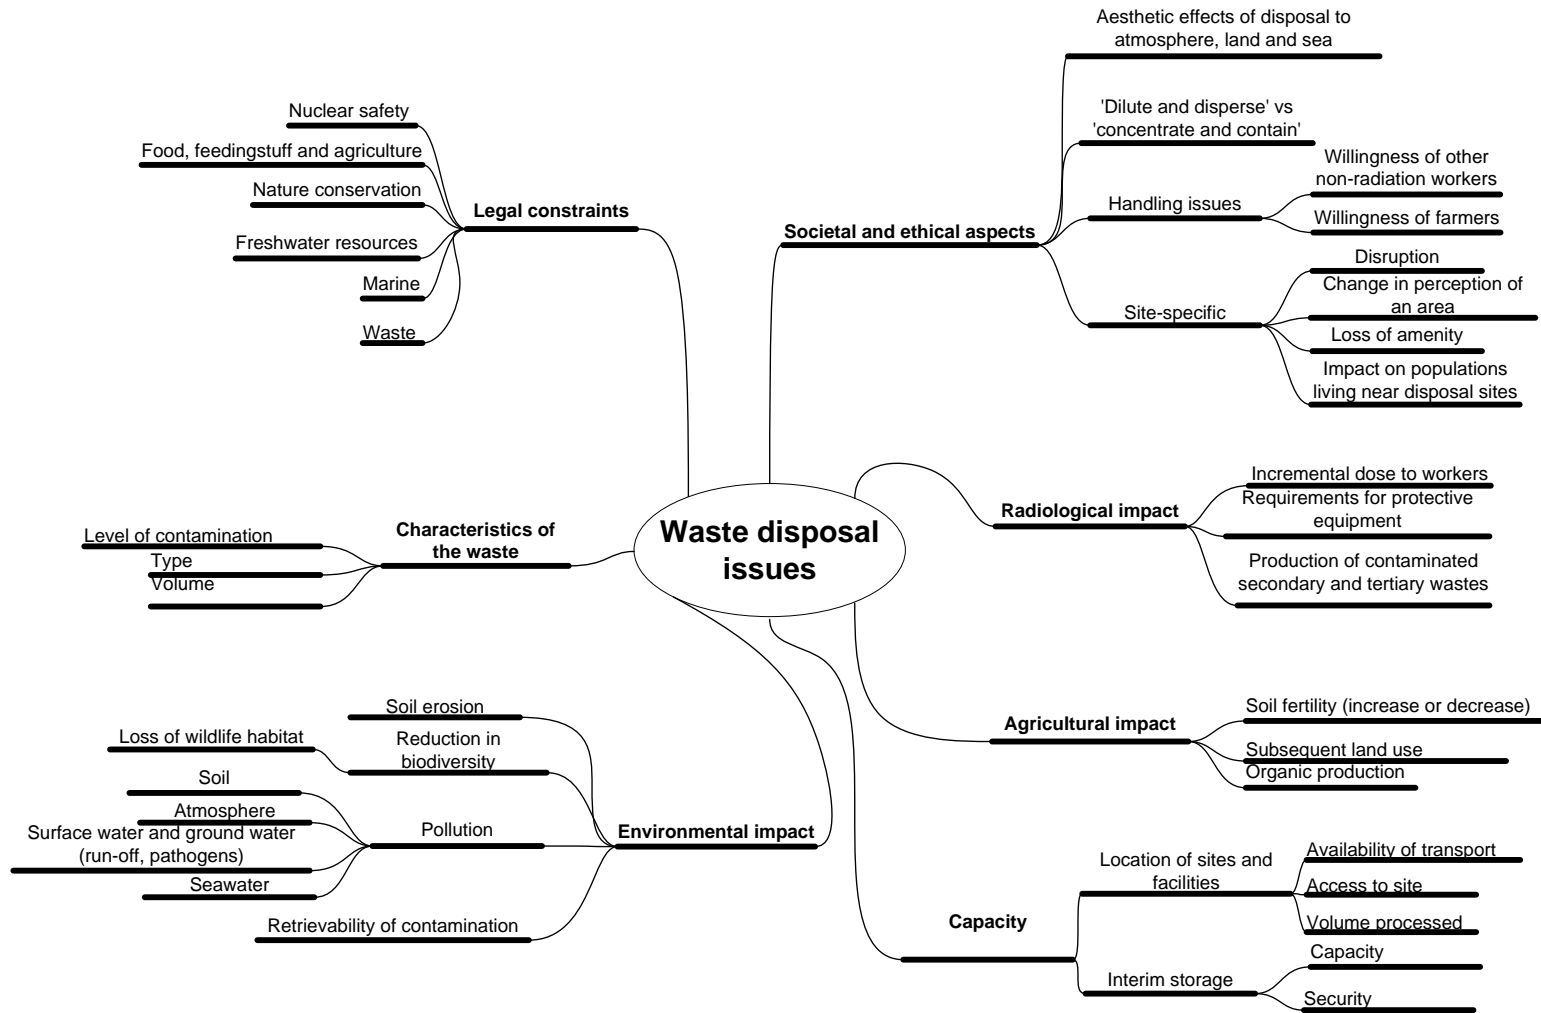 Waste disposal
issues
Legal constraints
Nuclear safety
Food, feedingstuff and agriculture
Nature conservation
Freshwater resources
Marine
Waste
Characteristics of
the waste
Level of contamination
Type
Volume
Environmental impact
Soil erosion
Reduction in
biodiversity
Loss of wildlife habitat
Pollution
Soil
Atmosphere
Surface water and ground water
(run-off, pathogens)
Seawater
Retrievability of contamination
Societal and ethical aspects
Aesthetic effects of disposal to
atmosphere, land and sea
'Dilute and disperse' vs
'concentrate and contain'
Handling issues
Willingness of other
non-radiation workers
Willingness of farmers
Site-specific
Disruption
Change in perception of
an area
Loss of amenity
Impact on populations
living near disposal sites
Radiological impact
Incremental dose to workers
Requirements for protective
equipment
Production of contaminated
secondary and tertiary wastes
Agricultural impact
Soil fertility (increase or decrease)
Subsequent land use
Organic production
Capacity
Location of sites and
facilities
Availability of transport
Access to site
Volume processed
Interim storage
Capacity
Security